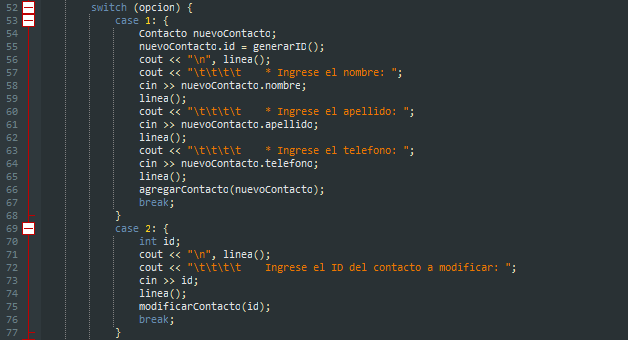 52 switch (opcion) {
53 case 1: {
54 Contacto nuevoContacto;
55 nuevoContacto.id = generarID();
56 cout << "\n", linea();
57 cout << "\t\t\t\t    * Ingrese el nombre: ";
58 cin >> nuevoContacto.nombre;
59 linea();
60 cout << "\t\t\t\t    * Ingrese el apellido: ";
61 cin >> nuevoContacto.apellido;
62 linea();
63 cout << "\t\t\t\t    * Ingrese el telefono: ";
64 cin >> nuevoContacto.telefono;
65 linea();
66 agregarContacto(nuevoContacto);
67 break;
68 }
69 case 2: {
70 int id;
71 cout << "\n", linea();
72 cout << "\t\t\t\t    Ingrese el ID del contacto a modificar: ";
73 cin >> id;
74 linea();
75 modificarContacto(id);
76 break;
77 }